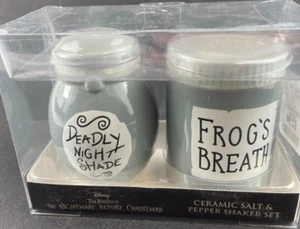 DEADLY
NIGHT
SHADE
FROG'S
BREATH
Disney
Tim Burton's
The Nightmare Before Christmas
CERAMIC SALT &
PEPPER SHAKER SET